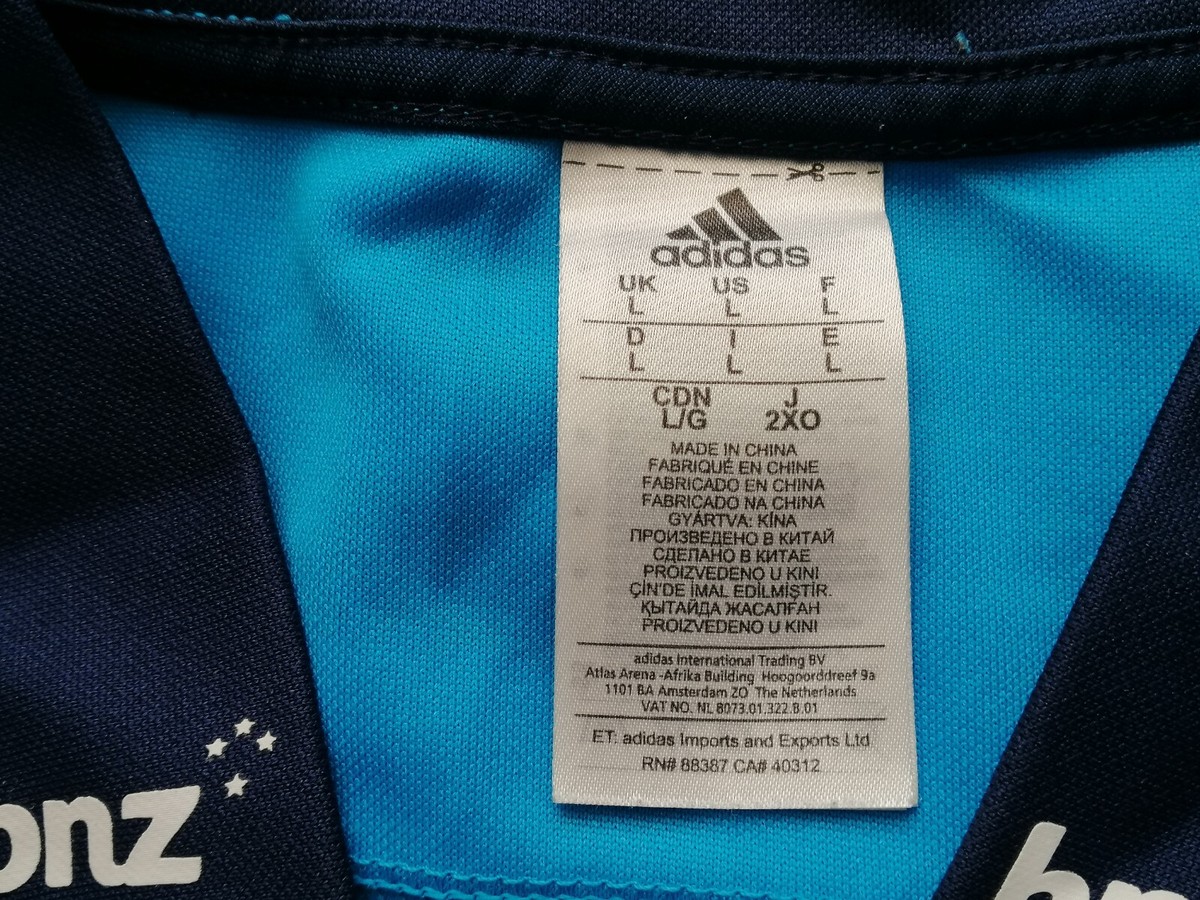 adidas
UK US F
L L L
D I E
L L L
CDN J
L/G 2XO
MADE IN CHINA
FABRIQUÉ EN CHINE
FABRICADO EN CHINA
FABRICADO NA CHINA
GYÁRTVA: KÍNA
ПРОИЗВЕДЕНО В КИТАЙ
СДЕЛАНО В КИТАЕ
PROIZVEDENO U KINI
ÇİN'DE İMAL EDİLMİŞTİR.
ҚЫТАЙДА ЖАСАЛҒАН
PROIZVEDENO U KINI
adidas International Trading BV
Atlas Arena -Afrika Building Hoogoorddreef 9a
1101 BA Amsterdam ZO The Netherlands
VAT NO. NL 8073.01.322.B.01
ET: adidas Imports and Exports Ltd
RN# 88387 CA# 40312
bnz